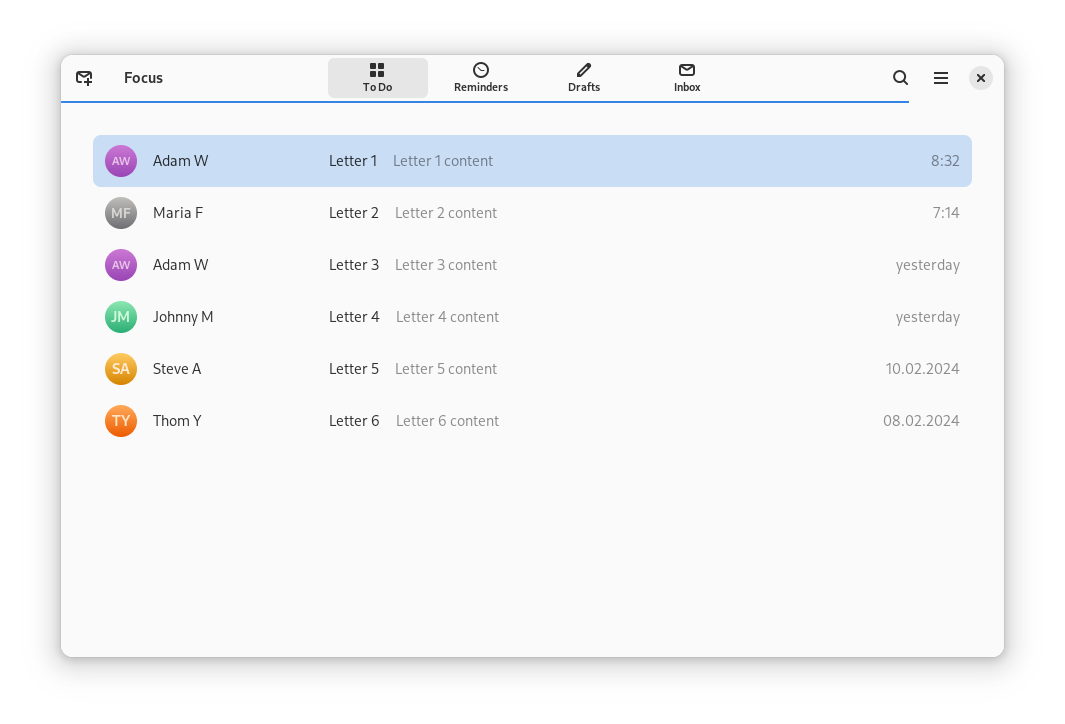 Focus To Do Reminders Drafts Inbox
AW Adam W Letter 1 Letter 1 content 8:32
MF Maria F Letter 2 Letter 2 content 7:14
AW Adam W Letter 3 Letter 3 content yesterday
JM Johnny M Letter 4 Letter 4 content yesterday
SA Steve A Letter 5 Letter 5 content 10.02.2024
TY Thom Y Letter 6 Letter 6 content 08.02.2024